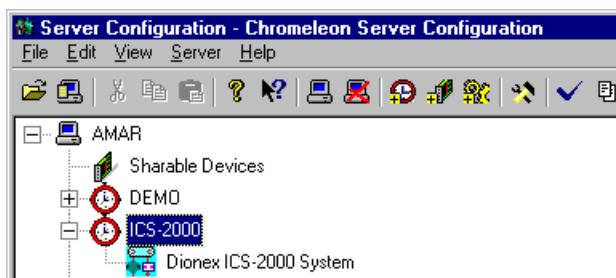 Server Configuration - Chromeleon Server Configuration
File Edit View Server Help
AMAR
Sharable Devices
DEMO
ICS-2000
Dionex ICS-2000 System